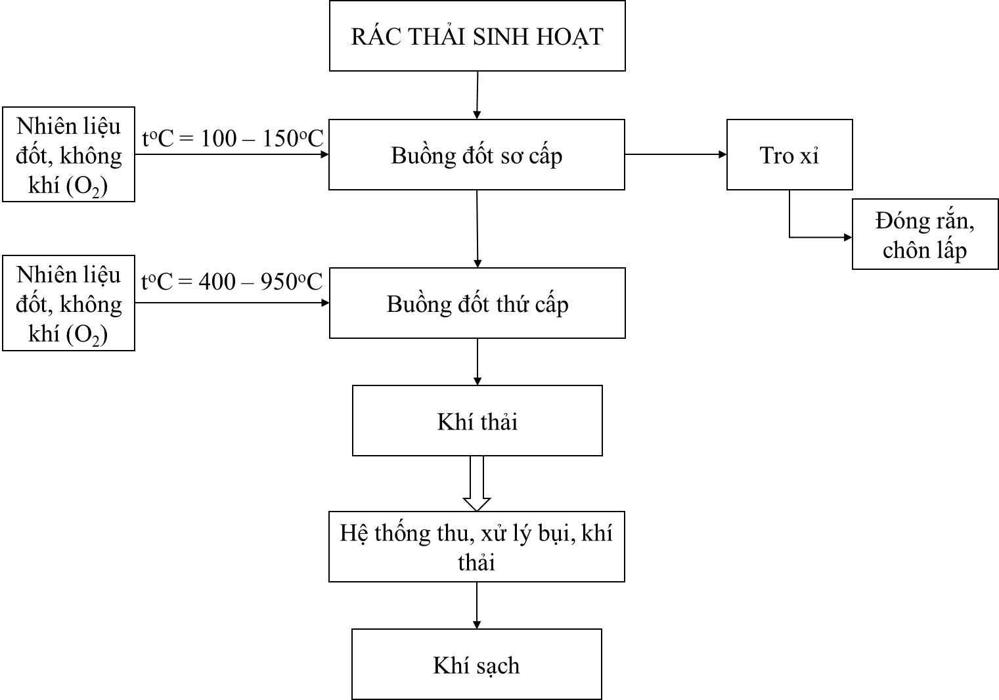 RÁC THẢI SINH HOẠT
Nhiên liệu
đốt, không
khí (O₂)
tᵒC = 100 – 150ᵒC
Buồng đốt sơ cấp
Tro xỉ
Đóng rắn,
chôn lấp
Nhiên liệu
đốt, không
khí (O₂)
tᵒC = 400 – 950ᵒC
Buồng đốt thứ cấp
Khí thải
Hệ thống thu, xử lý bụi, khí
thải
Khí sạch